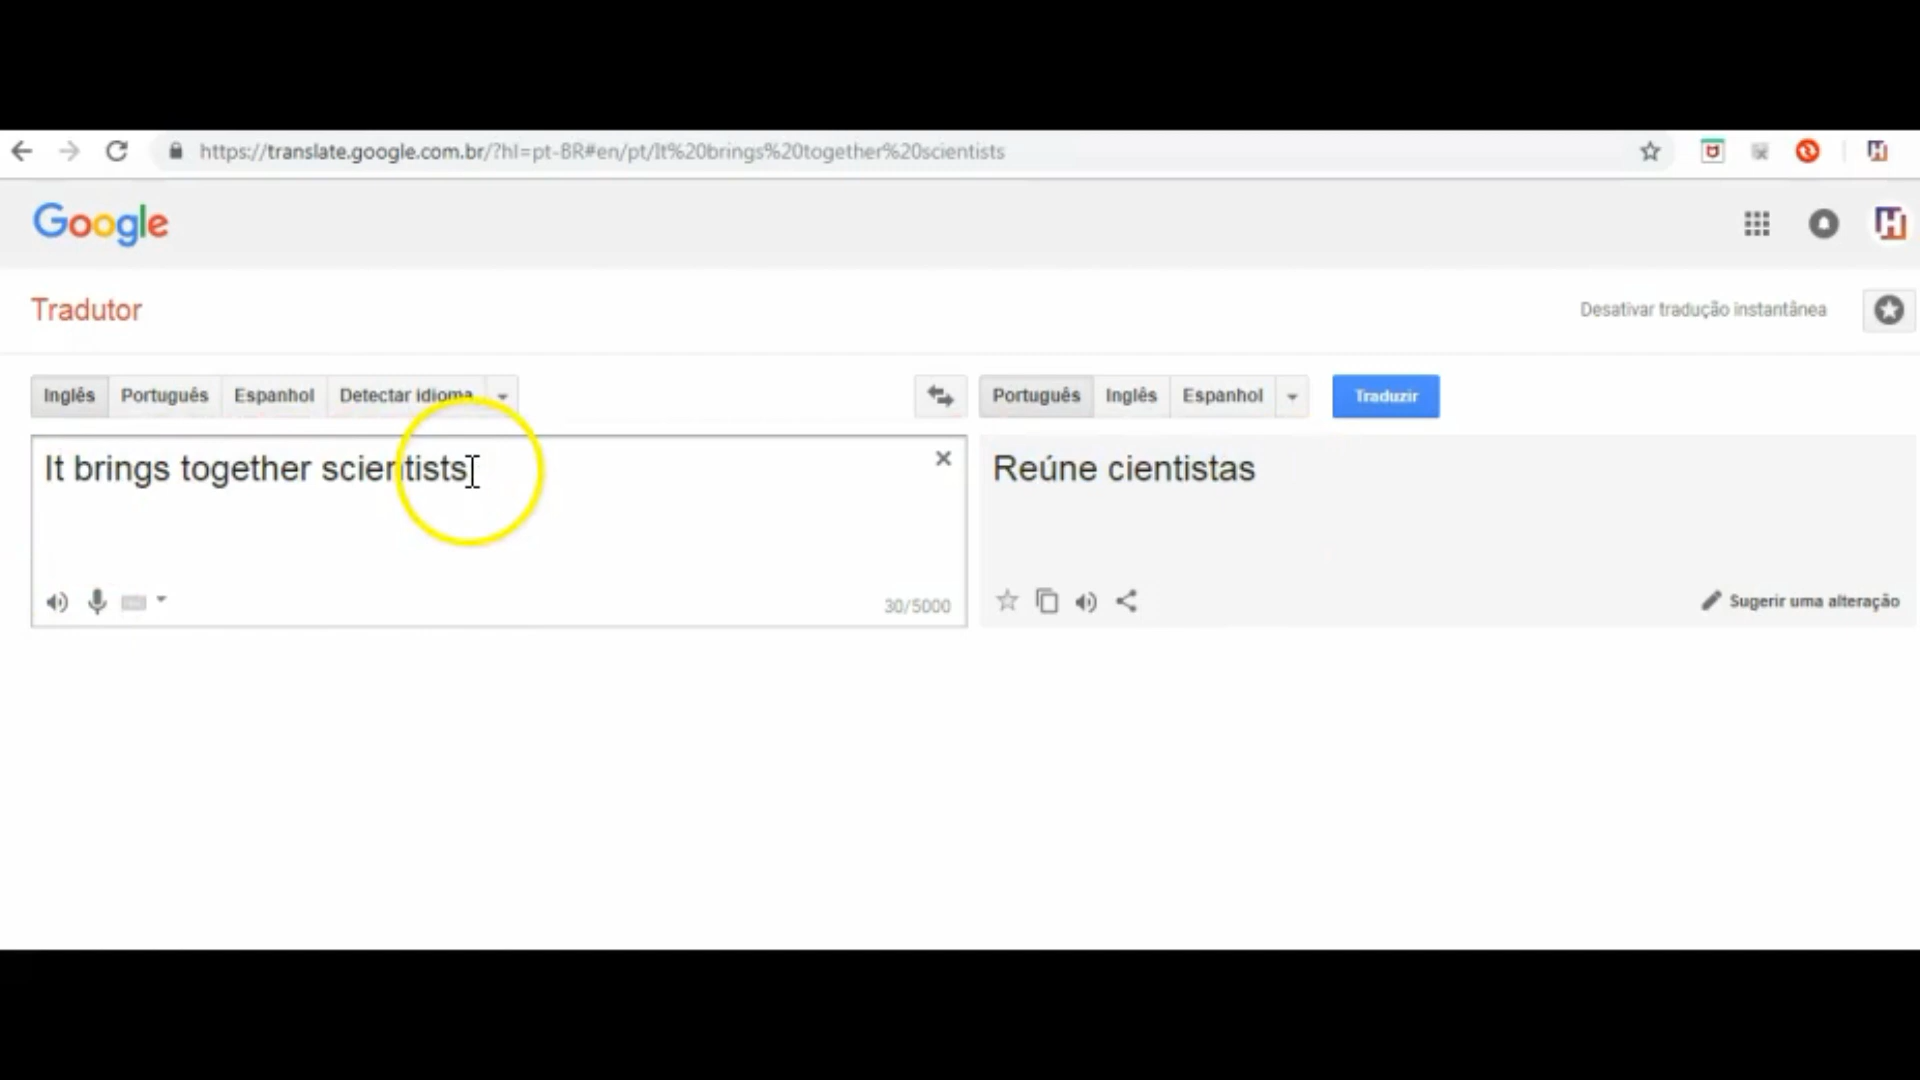 https://translate.google.com.br/?hl=pt-BR#en/pt/It%20brings%20together%20scientists
Google
Tradutor
Desativar tradução instantânea
Inglês Português Espanhol Detectar idioma Português Inglês Espanhol Traduzir
It brings together scientists
Reúne cientistas
30/5000
Sugerir uma alteração